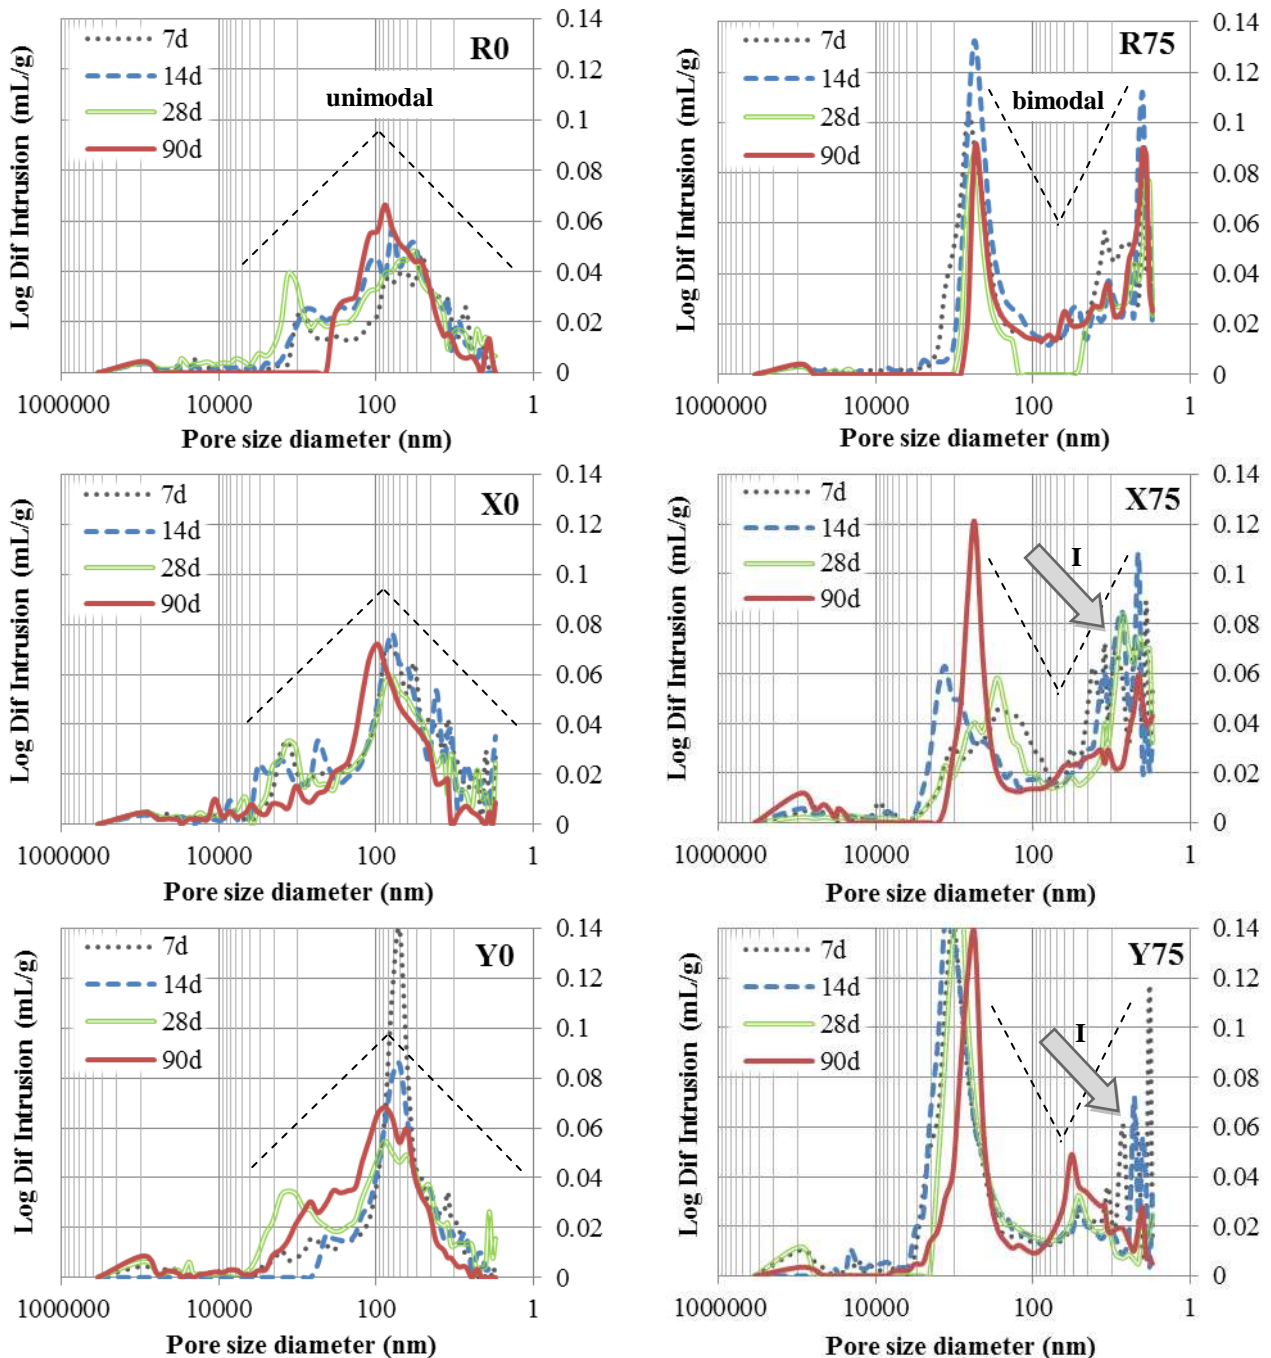 R0
7d
14d
28d
90d
unimodal
Log Dif Intrusion (mL/g)
0.14
0.12
0.1
0.08
0.06
0.04
0.02
0
1000000 10000 100 1
Pore size diameter (nm)
R75
7d
14d
28d
90d
bimodal
Log Dif Intrusion (mL/g)
0.14
0.12
0.1
0.08
0.06
0.04
0.02
0
1000000 10000 100 1
Pore size diameter (nm)
X0
7d
14d
28d
90d
Log Dif Intrusion (mL/g)
0.14
0.12
0.1
0.08
0.06
0.04
0.02
0
1000000 10000 100 1
Pore size diameter (nm)
X75
7d
14d
28d
90d
I
Log Dif Intrusion (mL/g)
0.14
0.12
0.1
0.08
0.06
0.04
0.02
0
1000000 10000 100 1
Pore size diameter (nm)
Y0
7d
14d
28d
90d
Log Dif Intrusion (mL/g)
0.14
0.12
0.1
0.08
0.06
0.04
0.02
0
1000000 10000 100 1
Pore size diameter (nm)
Y75
7d
14d
28d
90d
I
Log Dif Intrusion (mL/g)
0.14
0.12
0.1
0.08
0.06
0.04
0.02
0
1000000 10000 100 1
Pore size diameter (nm)